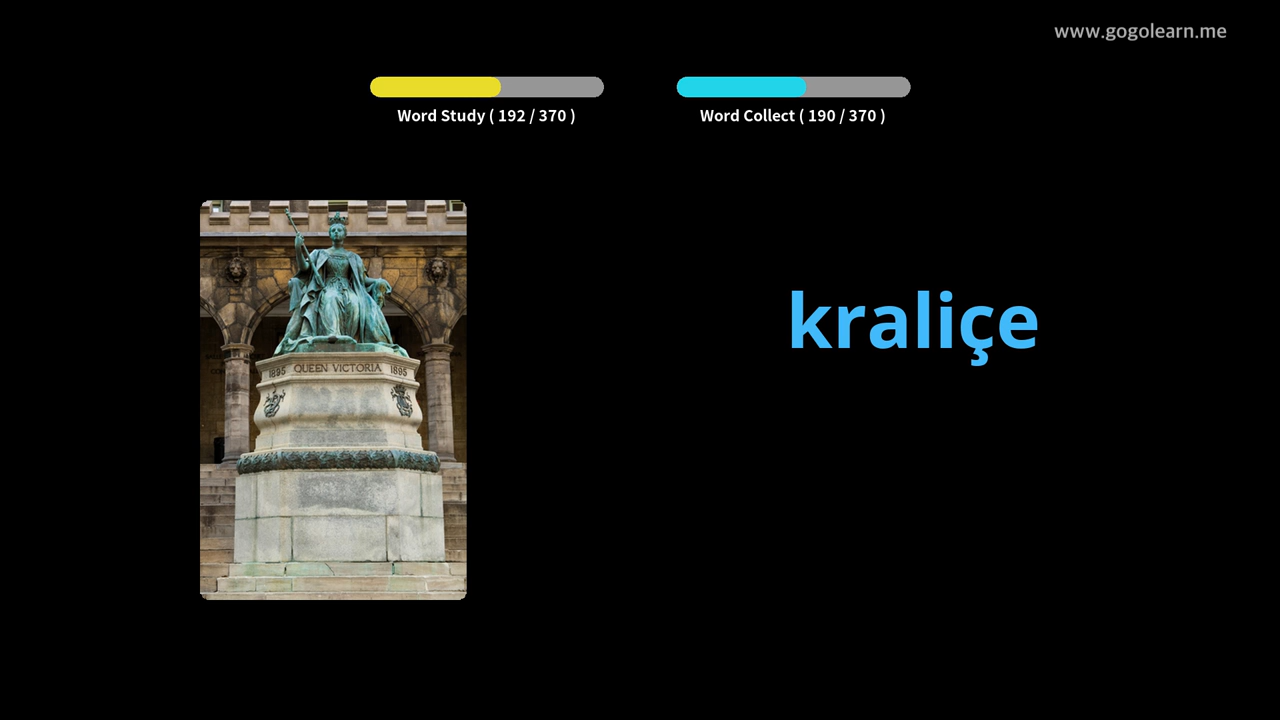 www.gogolearn.me
Word Study ( 192 / 370 )
Word Collect ( 190 / 370 )
kraliçe
1895 QUEEN VICTORIA 1895